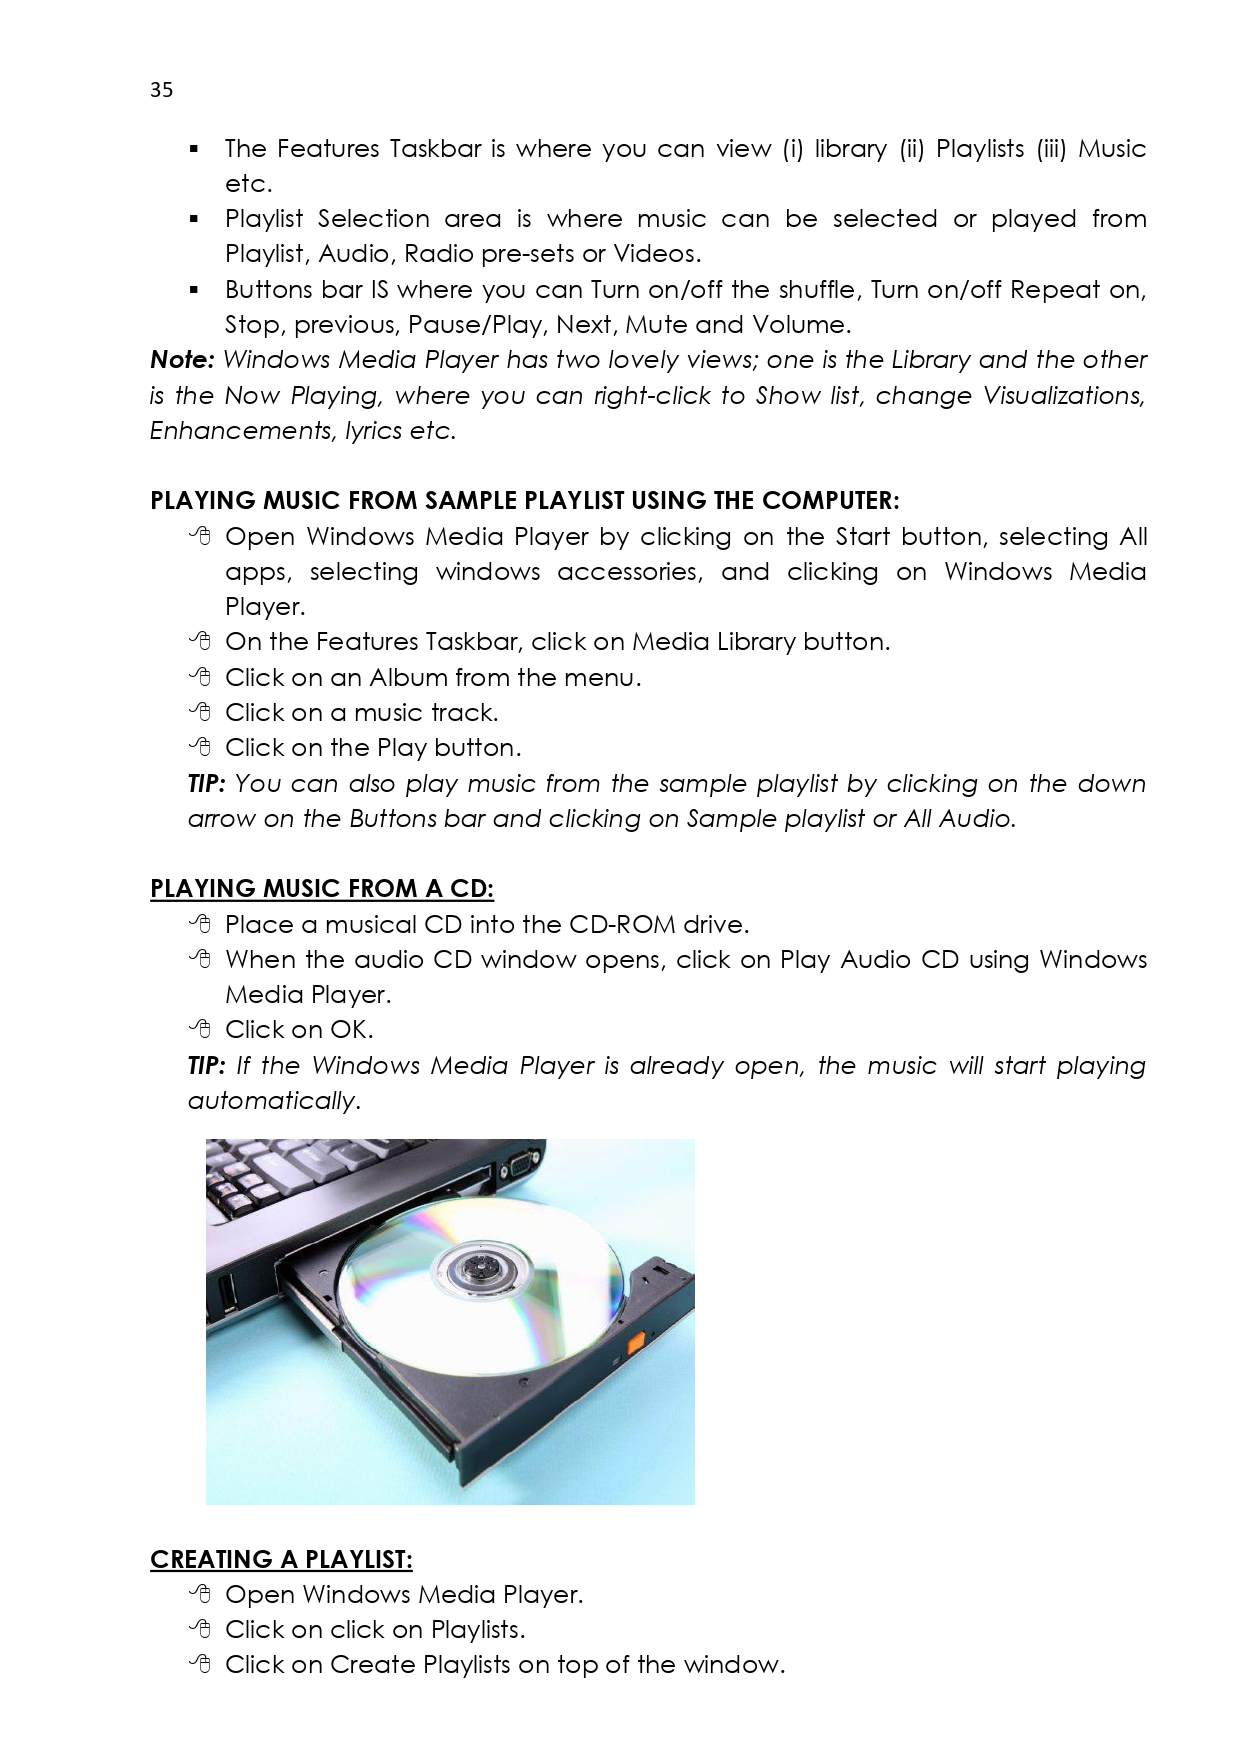 35
▪ The Features Taskbar is where you can view (i) library (ii) Playlists (iii) Music
etc.
▪ Playlist Selection area is where music can be selected or played from
Playlist, Audio, Radio pre-sets or Videos.
▪ Buttons bar IS where you can Turn on/off the shuffle, Turn on/off Repeat on,
Stop, previous, Pause/Play, Next, Mute and Volume.
Note: Windows Media Player has two lovely views; one is the Library and the other
is the Now Playing, where you can right-click to Show list, change Visualizations,
Enhancements, lyrics etc.
PLAYING MUSIC FROM SAMPLE PLAYLIST USING THE COMPUTER:
Open Windows Media Player by clicking on the Start button, selecting All
apps, selecting windows accessories, and clicking on Windows Media
Player.
On the Features Taskbar, click on Media Library button.
Click on an Album from the menu.
Click on a music track.
Click on the Play button.
TIP: You can also play music from the sample playlist by clicking on the down
arrow on the Buttons bar and clicking on Sample playlist or All Audio.
PLAYING MUSIC FROM A CD:
Place a musical CD into the CD-ROM drive.
When the audio CD window opens, click on Play Audio CD using Windows
Media Player.
Click on OK.
TIP: If the Windows Media Player is already open, the music will start playing
automatically.
CREATING A PLAYLIST:
Open Windows Media Player.
Click on click on Playlists.
Click on Create Playlists on top of the window.